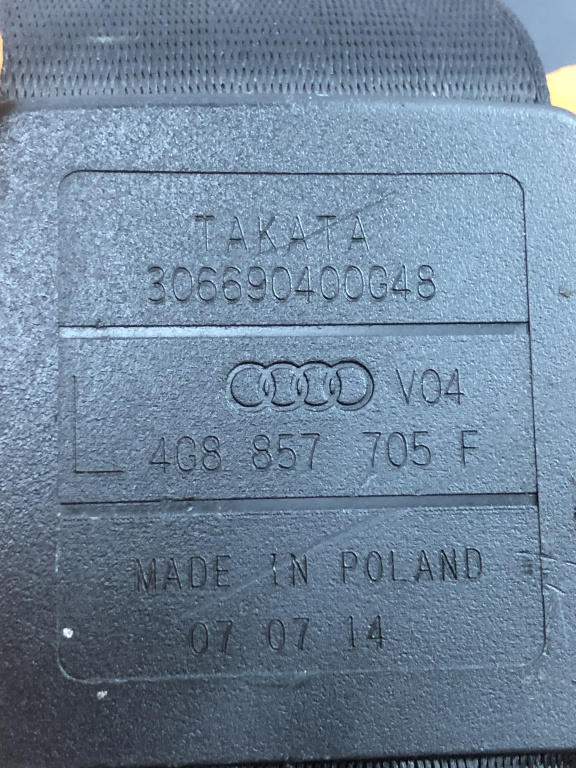 TAKATA
306690400G48
V04
L 4G8 857 705 F
MADE IN POLAND
07 07 14